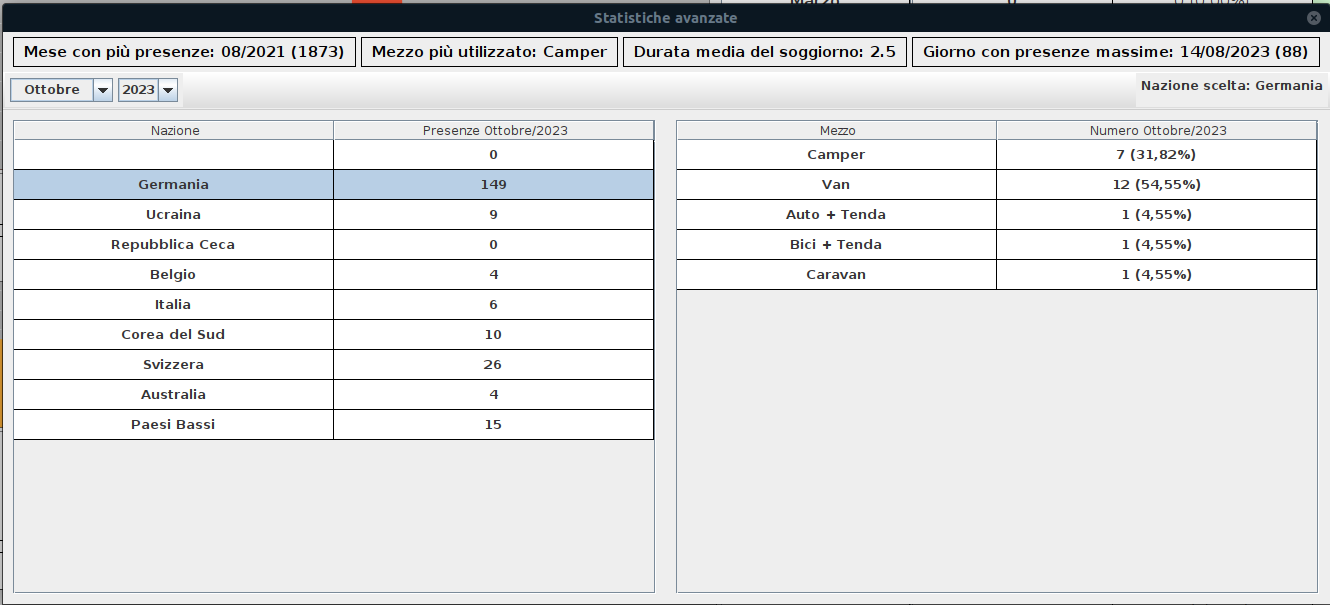 Statistiche avanzate
Mese con più presenze: 08/2021 (1873) Mezzo più utilizzato: Camper Durata media del soggiorno: 2.5 Giorno con presenze massime: 14/08/2023 (88)
Ottobre 2023 Nazione scelta: Germania
Nazione Presenze Ottobre/2023 Mezzo Numero Ottobre/2023
0 Camper 7 (31,82%)
Germania 149 Van 12 (54,55%)
Ucraina 9 Auto + Tenda 1 (4,55%)
Repubblica Ceca 0 Bici + Tenda 1 (4,55%)
Belgio 4 Caravan 1 (4,55%)
Italia 6
Corea del Sud 10
Svizzera 26
Australia 4
Paesi Bassi 15